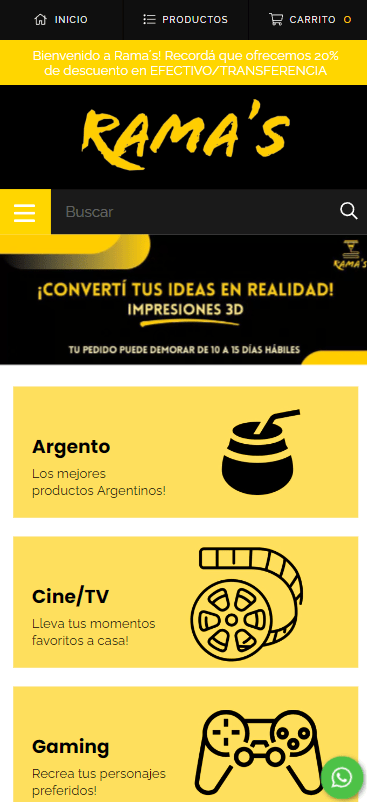 INICIO
PRODUCTOS
CARRITO 0
Bienvenido a Rama's! Recordá que ofrecemos 20%
de descuento en EFECTIVO/TRANSFERENCIA
RAMA'S
Buscar
RAMA'S
¡CONVERTÍ TUS IDEAS EN REALIDAD!
IMPRESIONES 3D
TU PEDIDO PUEDE DEMORAR DE 10 A 15 DÍAS HÁBILES
Argento
Los mejores
productos Argentinos!
Cine/TV
Lleva tus momentos
favoritos a casa!
Gaming
Recrea tus personajes
preferidos!